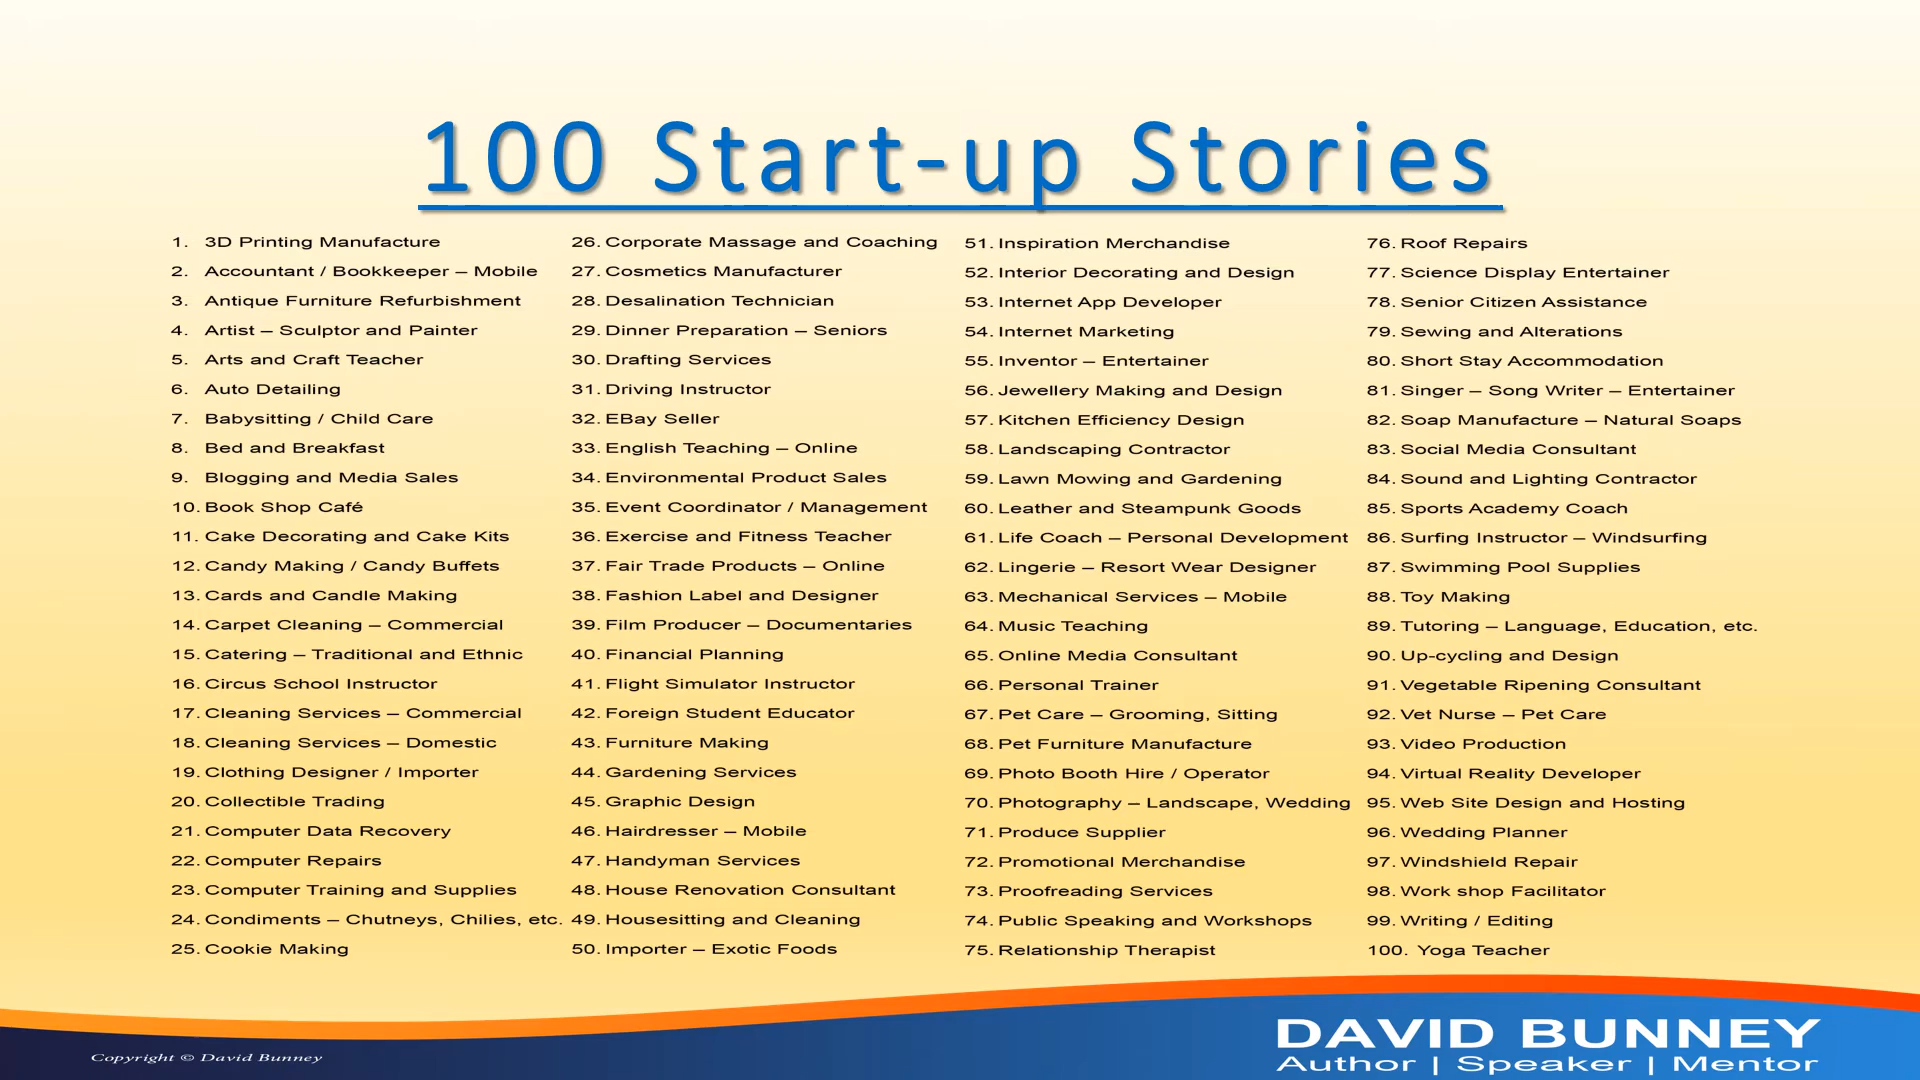 100 Start-up Stories
1. 3D Printing Manufacture
2. Accountant / Bookkeeper – Mobile
3. Antique Furniture Refurbishment
4. Artist – Sculptor and Painter
5. Arts and Craft Teacher
6. Auto Detailing
7. Babysitting / Child Care
8. Bed and Breakfast
9. Blogging and Media Sales
10. Book Shop Café
11. Cake Decorating and Cake Kits
12. Candy Making / Candy Buffets
13. Cards and Candle Making
14. Carpet Cleaning – Commercial
15. Catering – Traditional and Ethnic
16. Circus School Instructor
17. Cleaning Services – Commercial
18. Cleaning Services – Domestic
19. Clothing Designer / Importer
20. Collectible Trading
21. Computer Data Recovery
22. Computer Repairs
23. Computer Training and Supplies
24. Condiments – Chutneys, Chilies, etc.
25. Cookie Making
26. Corporate Massage and Coaching
27. Cosmetics Manufacturer
28. Desalination Technician
29. Dinner Preparation – Seniors
30. Drafting Services
31. Driving Instructor
32. EBay Seller
33. English Teaching – Online
34. Environmental Product Sales
35. Event Coordinator / Management
36. Exercise and Fitness Teacher
37. Fair Trade Products – Online
38. Fashion Label and Designer
39. Film Producer – Documentaries
40. Financial Planning
41. Flight Simulator Instructor
42. Foreign Student Educator
43. Furniture Making
44. Gardening Services
45. Graphic Design
46. Hairdresser – Mobile
47. Handyman Services
48. House Renovation Consultant
49. Housesitting and Cleaning
50. Importer – Exotic Foods
51. Inspiration Merchandise
52. Interior Decorating and Design
53. Internet App Developer
54. Internet Marketing
55. Inventor – Entertainer
56. Jewellery Making and Design
57. Kitchen Efficiency Design
58. Landscaping Contractor
59. Lawn Mowing and Gardening
60. Leather and Steampunk Goods
61. Life Coach – Personal Development
62. Lingerie – Resort Wear Designer
63. Mechanical Services – Mobile
64. Music Teaching
65. Online Media Consultant
66. Personal Trainer
67. Pet Care – Grooming, Sitting
68. Pet Furniture Manufacture
69. Photo Booth Hire / Operator
70. Photography – Landscape, Wedding
71. Produce Supplier
72. Promotional Merchandise
73. Proofreading Services
74. Public Speaking and Workshops
75. Relationship Therapist
76. Roof Repairs
77. Science Display Entertainer
78. Senior Citizen Assistance
79. Sewing and Alterations
80. Short Stay Accommodation
81. Singer – Song Writer – Entertainer
82. Soap Manufacture – Natural Soaps
83. Social Media Consultant
84. Sound and Lighting Contractor
85. Sports Academy Coach
86. Surfing Instructor – Windsurfing
87. Swimming Pool Supplies
88. Toy Making
89. Tutoring – Language, Education, etc.
90. Up-cycling and Design
91. Vegetable Ripening Consultant
92. Vet Nurse – Pet Care
93. Video Production
94. Virtual Reality Developer
95. Web Site Design and Hosting
96. Wedding Planner
97. Windshield Repair
98. Work shop Facilitator
99. Writing / Editing
100. Yoga Teacher
Copyright © David Bunney
DAVID BUNNEY
Author | Speaker | Mentor